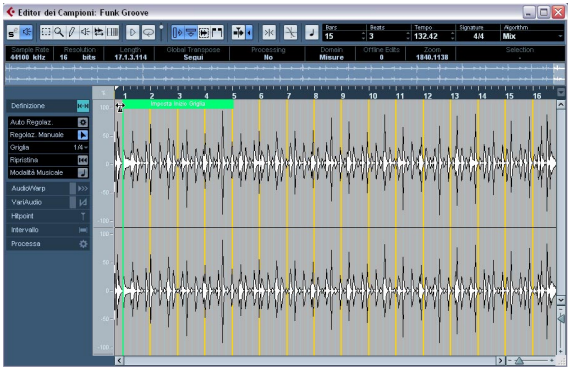 Editor dei Campioni: Funk Groove
Bars Beats Tempo Signature Algorithm
15 3 132.42 4/4 Mix
Sample Rate Resolution Length Global Transpose Processing Domain Offline Edits Zoom Selection
44100 kHz 16 bits 17.1.3.114 Segui No Misure 0 1840.1138 -
% 1 2 3 4 5 6 7 8 9 10 11 12 13 14 15 16
Imposta Inizio Griglia
Definizione
Auto Regolaz.
Regolaz. Manuale
Griglia 1/4
Ripristina
Modalità Musicale
AudioWarp
VariAudio
Hitpoint
Intervallo
Processa
100
50
-50
-100
100
50
-50
-100